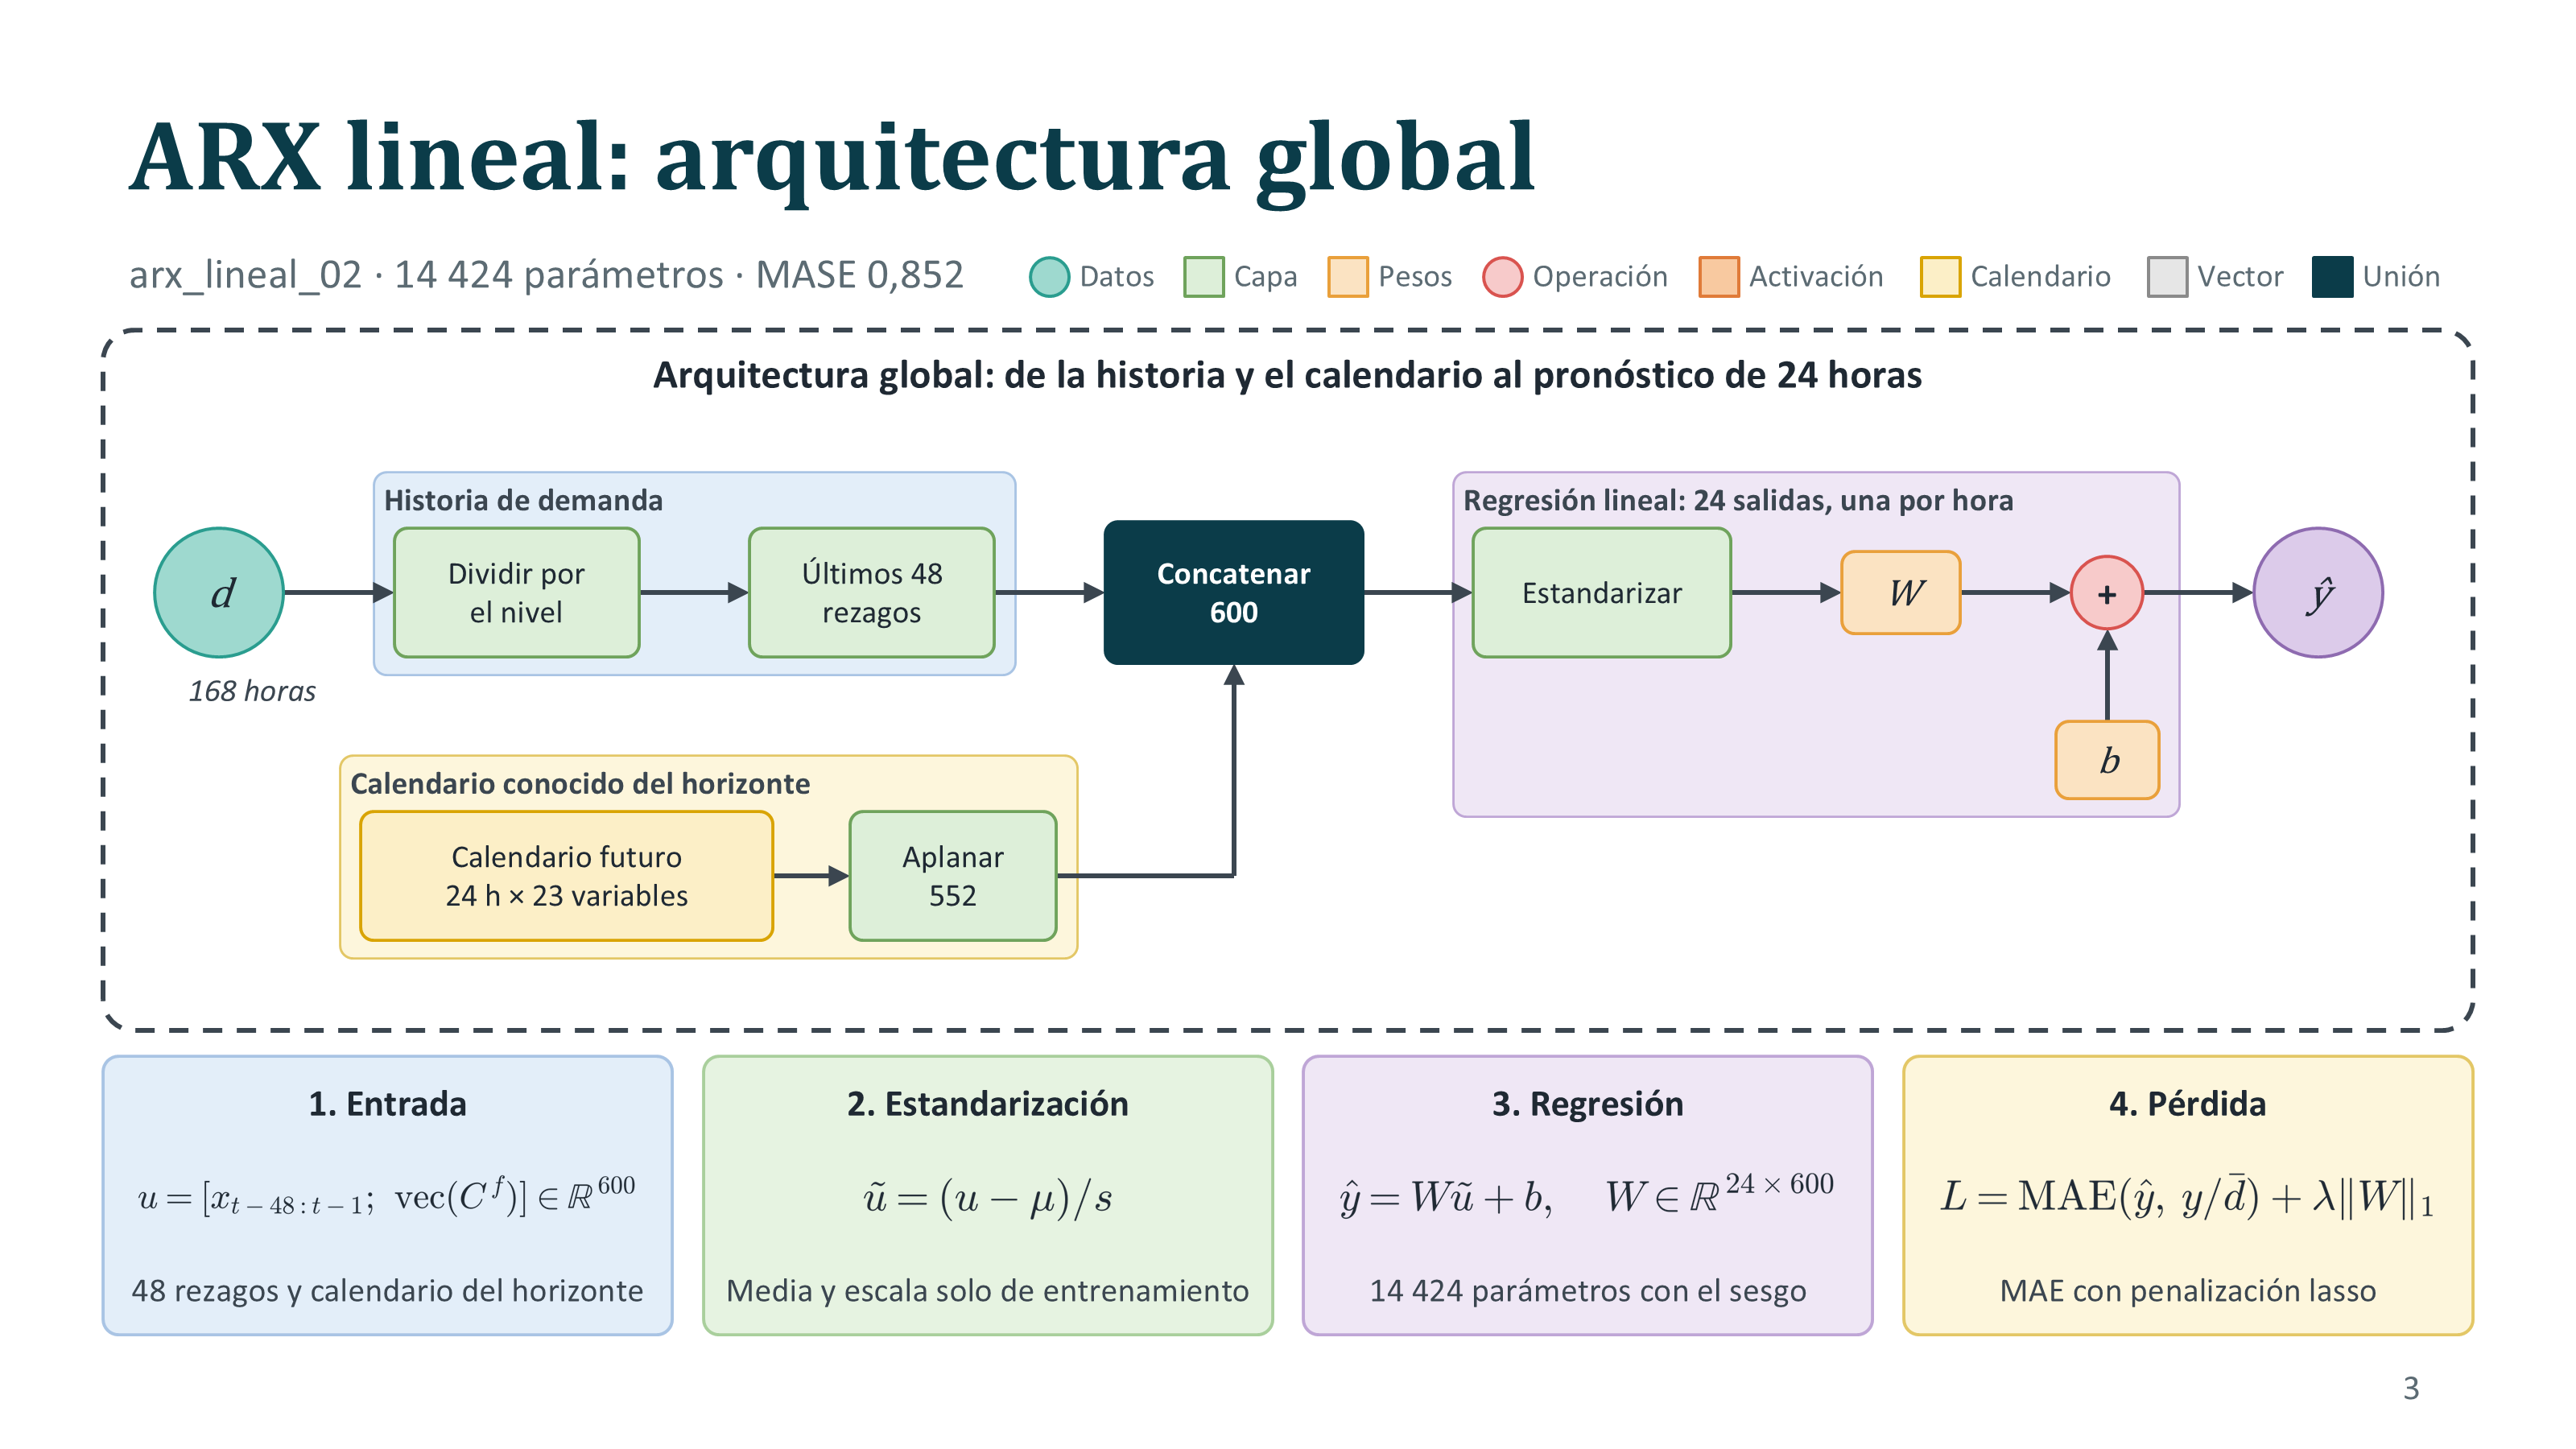 ARX lineal: arquitectura global
arx_lineal_02 · 14 424 parámetros · MASE 0,852
Datos
Capa
Pesos
Operación
Activación
Calendario
Vector
Unión
Arquitectura global: de la historia y el calendario al pronóstico de 24 horas
Historia de demanda
d
168 horas
Dividir por
el nivel
Últimos 48
rezagos
Concatenar
600
Regresión lineal: 24 salidas, una por hora
Estandarizar
W
+
b
ŷ
Calendario conocido del horizonte
Calendario futuro
24 h × 23 variables
Aplanar
552
1. Entrada
u = [x_{t−48:t−1}; vec(C^f)] ∈ ℝ^{600}
48 rezagos y calendario del horizonte
2. Estandarización
ũ = (u − μ)/s
Media y escala solo de entrenamiento
3. Regresión
ŷ = Wũ + b, W ∈ ℝ^{24×600}
14 424 parámetros con el sesgo
4. Pérdida
L = MAE(ŷ, y/d̄) + λ‖W‖₁
MAE con penalización lasso
3